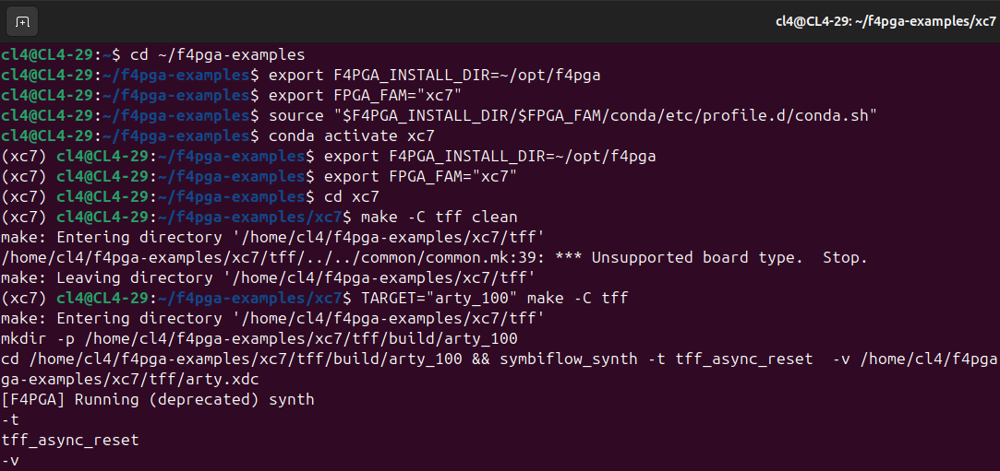 cl4@CL4-29: ~/f4pga-examples/xc7
cl4@CL4-29:~$ cd ~/f4pga-examples
cl4@CL4-29:~/f4pga-examples$ export F4PGA_INSTALL_DIR=~/opt/f4pga
cl4@CL4-29:~/f4pga-examples$ export FPGA_FAM="xc7"
cl4@CL4-29:~/f4pga-examples$ source "$F4PGA_INSTALL_DIR/$FPGA_FAM/conda/etc/profile.d/conda.sh"
cl4@CL4-29:~/f4pga-examples$ conda activate xc7
(xc7) cl4@CL4-29:~/f4pga-examples$ export F4PGA_INSTALL_DIR=~/opt/f4pga
(xc7) cl4@CL4-29:~/f4pga-examples$ export FPGA_FAM="xc7"
(xc7) cl4@CL4-29:~/f4pga-examples$ cd xc7
(xc7) cl4@CL4-29:~/f4pga-examples/xc7$ make -C tff clean
make: Entering directory '/home/cl4/f4pga-examples/xc7/tff'
/home/cl4/f4pga-examples/xc7/tff/../../common/common.mk:39: *** Unsupported board type.  Stop.
make: Leaving directory '/home/cl4/f4pga-examples/xc7/tff'
(xc7) cl4@CL4-29:~/f4pga-examples/xc7$ TARGET="arty_100" make -C tff
make: Entering directory '/home/cl4/f4pga-examples/xc7/tff'
mkdir -p /home/cl4/f4pga-examples/xc7/tff/build/arty_100
cd /home/cl4/f4pga-examples/xc7/tff/build/arty_100 && symbiflow_synth -t tff_async_reset  -v /home/cl4/f4pga
ga-examples/xc7/tff/arty.xdc
[F4PGA] Running (deprecated) synth
-t
tff_async_reset
-v